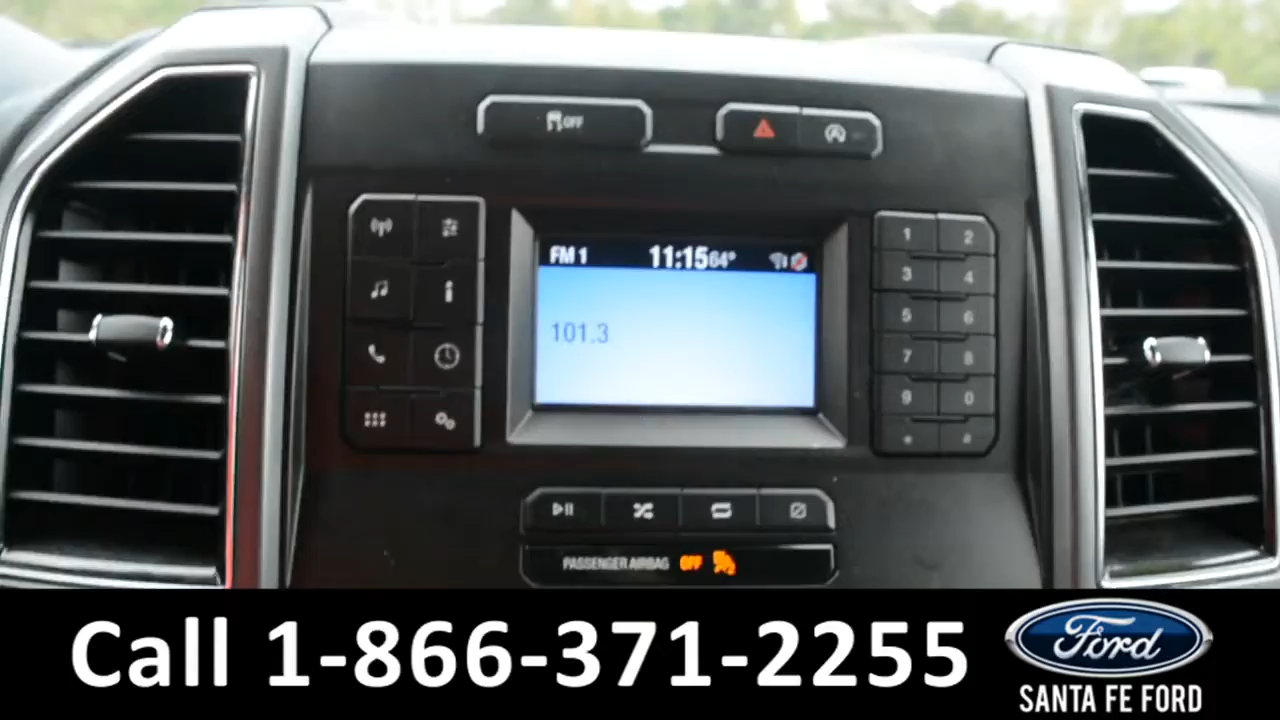 OFF
FM 1 11:15 64°
101.3
1 2
3 4
5 6
7 8
9 0
* #
PASSENGER AIRBAG OFF
Call 1-866-371-2255
Ford
SANTA FE FORD